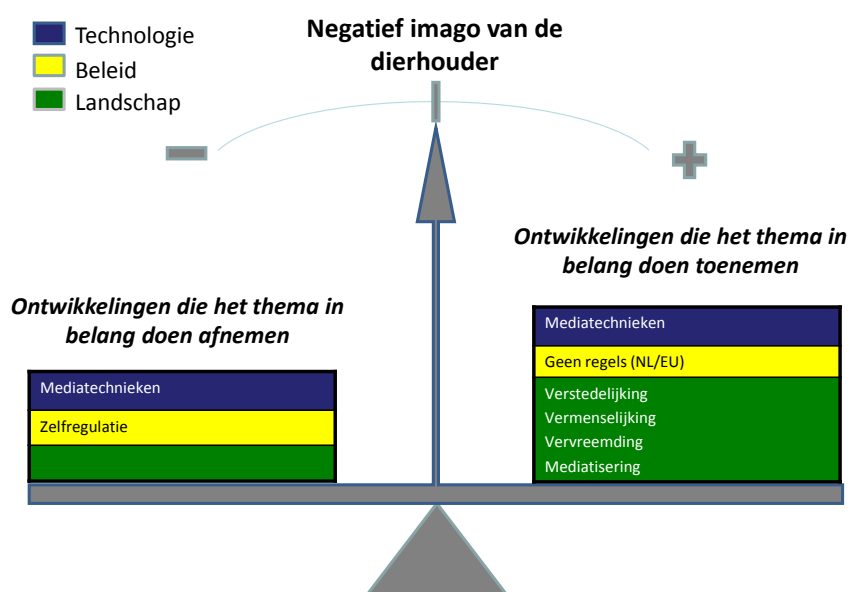 Technologie
Beleid
Landschap
Negatief imago van de
dierhouder
Ontwikkelingen die het thema in
belang doen toenemen
Ontwikkelingen die het thema in
belang doen afnemen
Mediatechnieken
Zelfregulatie
Mediatechnieken
Geen regels (NL/EU)
Verstedelijking
Vermenselijking
Vervreemding
Mediatisering